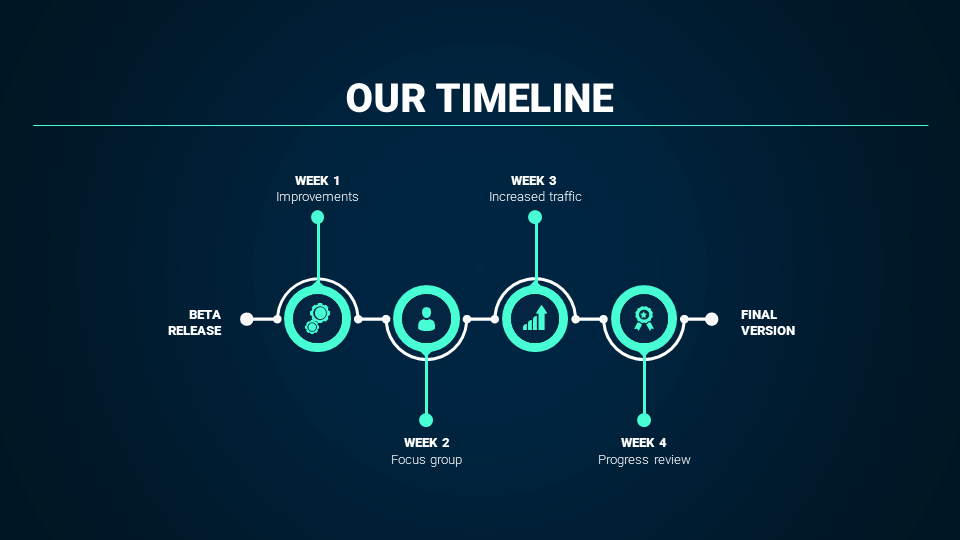 OUR TIMELINE
WEEK 1
Improvements
WEEK 3
Increased traffic
BETA
RELEASE
FINAL
VERSION
WEEK 2
Focus group
WEEK 4
Progress review